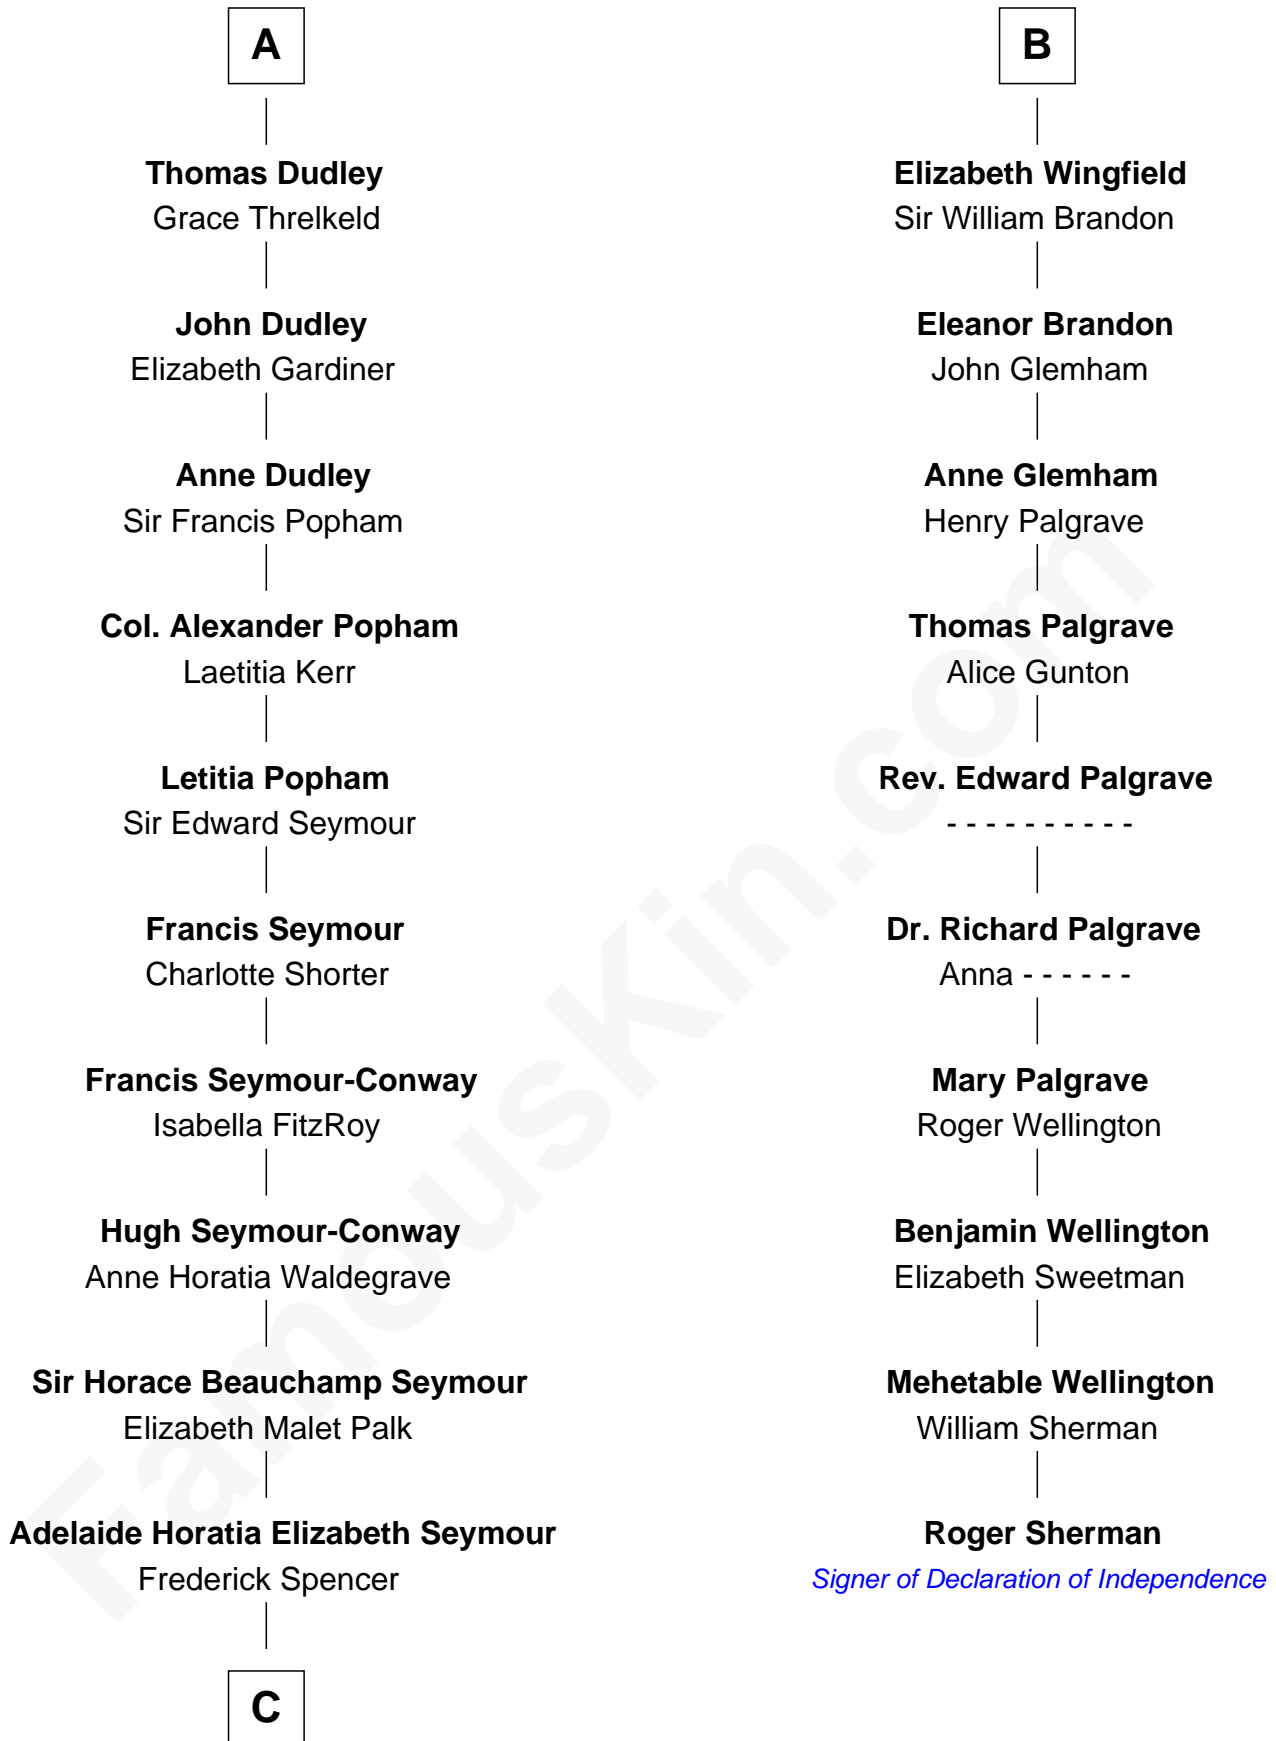 A
Thomas Dudley
Grace Threlkeld
John Dudley
Elizabeth Gardiner
Anne Dudley
Sir Francis Popham
Col. Alexander Popham
Laetitia Kerr
Letitia Popham
Sir Edward Seymour
Francis Seymour
Charlotte Shorter
Francis Seymour-Conway
Isabella FitzRoy
Hugh Seymour-Conway
Anne Horatia Waldegrave
Sir Horace Beauchamp Seymour
Elizabeth Malet Palk
Adelaide Horatia Elizabeth Seymour
Frederick Spencer
C
B
Elizabeth Wingfield
Sir William Brandon
Eleanor Brandon
John Glemham
Anne Glemham
Henry Palgrave
Thomas Palgrave
Alice Gunton
Rev. Edward Palgrave
- - - - - - - - - -
Dr. Richard Palgrave
Anna - - - - - -
Mary Palgrave
Roger Wellington
Benjamin Wellington
Elizabeth Sweetman
Mehetable Wellington
William Sherman
Roger Sherman
Signer of Declaration of Independence
FamousKin.com